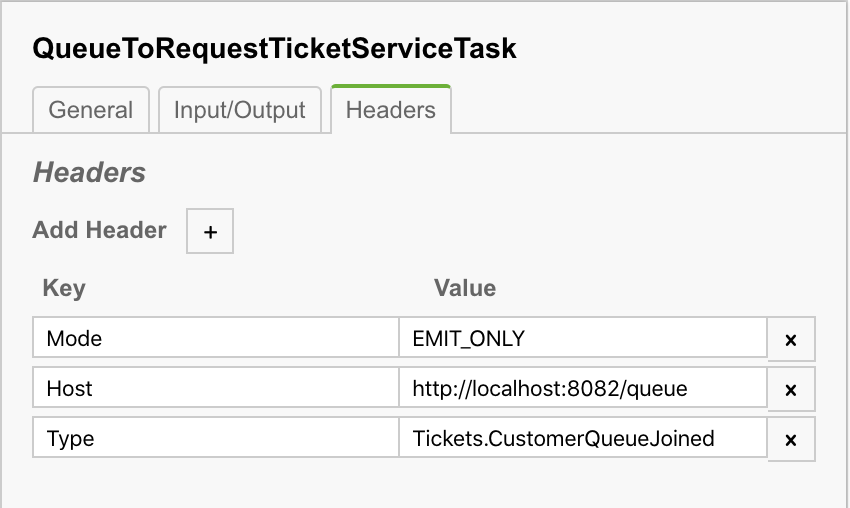 QueueToRequestTicketServiceTask
General Input/Output Headers
Headers
Add Header +
Key Value
Mode EMIT_ONLY x
Host http://localhost:8082/queue x
Type Tickets.CustomerQueueJoined x